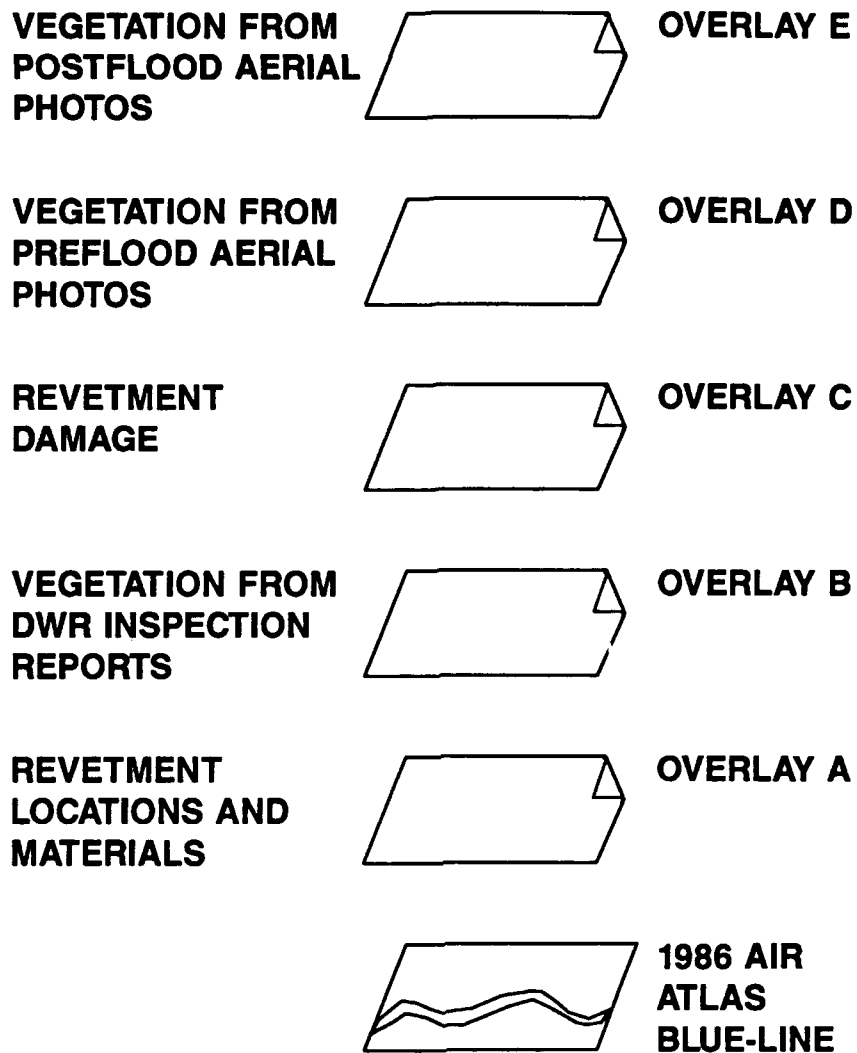 VEGETATION FROM
POSTFLOOD AERIAL
PHOTOS
OVERLAY E
VEGETATION FROM
PREFLOOD AERIAL
PHOTOS
OVERLAY D
REVETMENT
DAMAGE
OVERLAY C
VEGETATION FROM
DWR INSPECTION
REPORTS
OVERLAY B
REVETMENT
LOCATIONS AND
MATERIALS
OVERLAY A
1986 AIR
ATLAS
BLUE-LINE